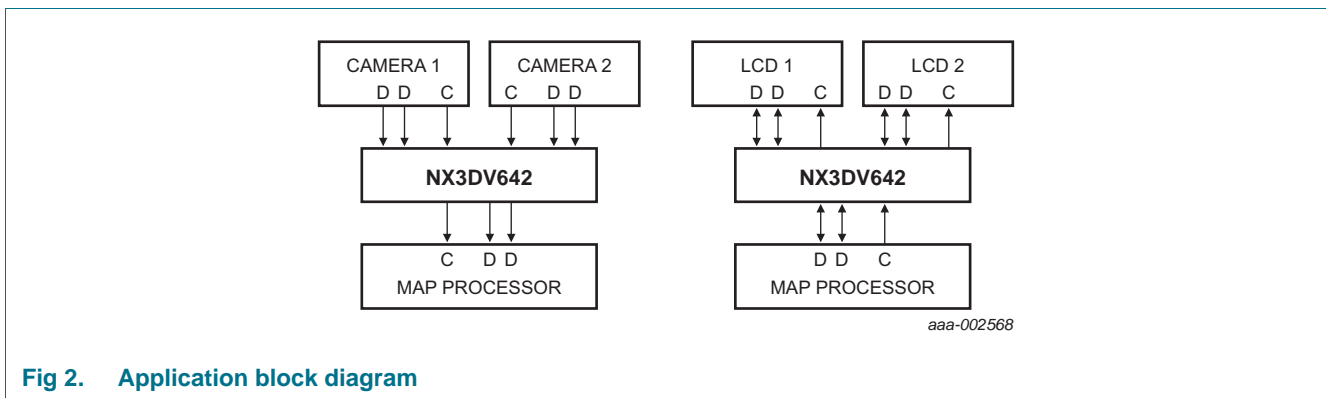 CAMERA 1 CAMERA 2 LCD 1 LCD 2
D D C C D D D D C D D C
NX3DV642 NX3DV642
C D D D D C
MAP PROCESSOR MAP PROCESSOR
aaa-002568
Fig 2. Application block diagram